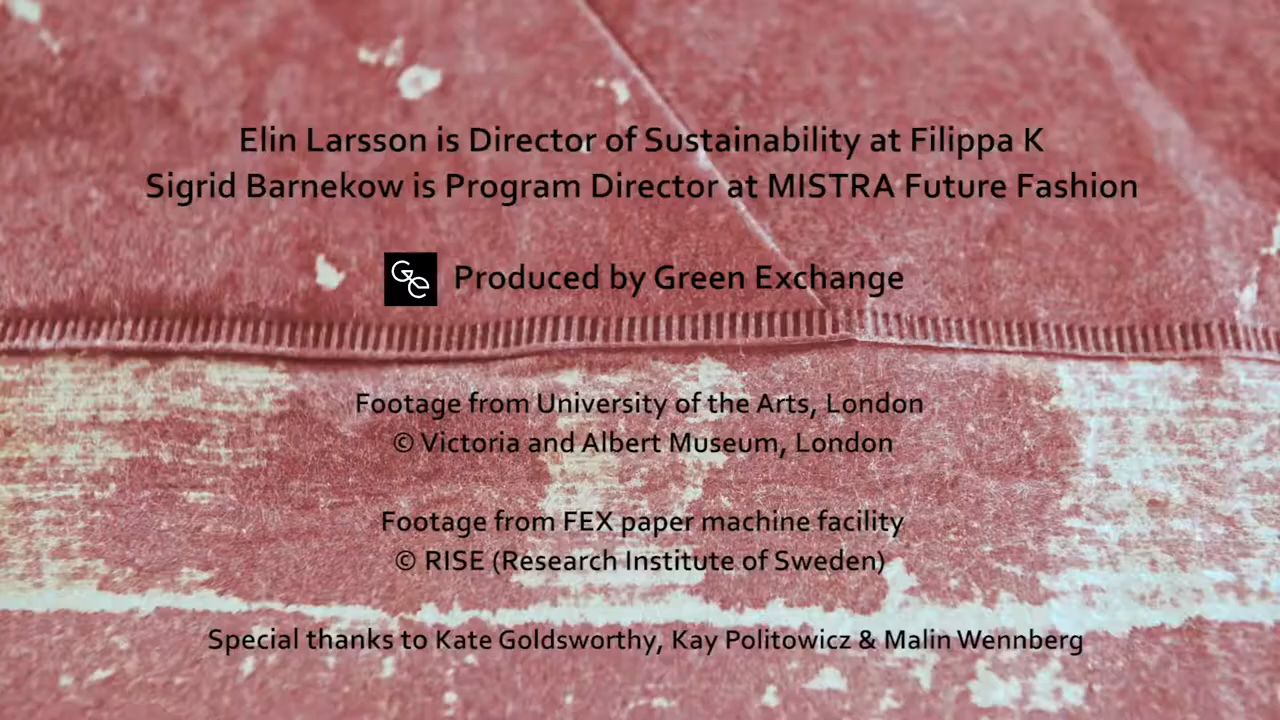 Elin Larsson is Director of Sustainability at Filippa K
Sigrid Barnekow is Program Director at MISTRA Future Fashion
Ge Produced by Green Exchange
Footage from University of the Arts, London
© Victoria and Albert Museum, London
Footage from FEX paper machine facility
© RISE (Research Institute of Sweden)
Special thanks to Kate Goldsworthy, Kay Politowicz & Malin Wennberg